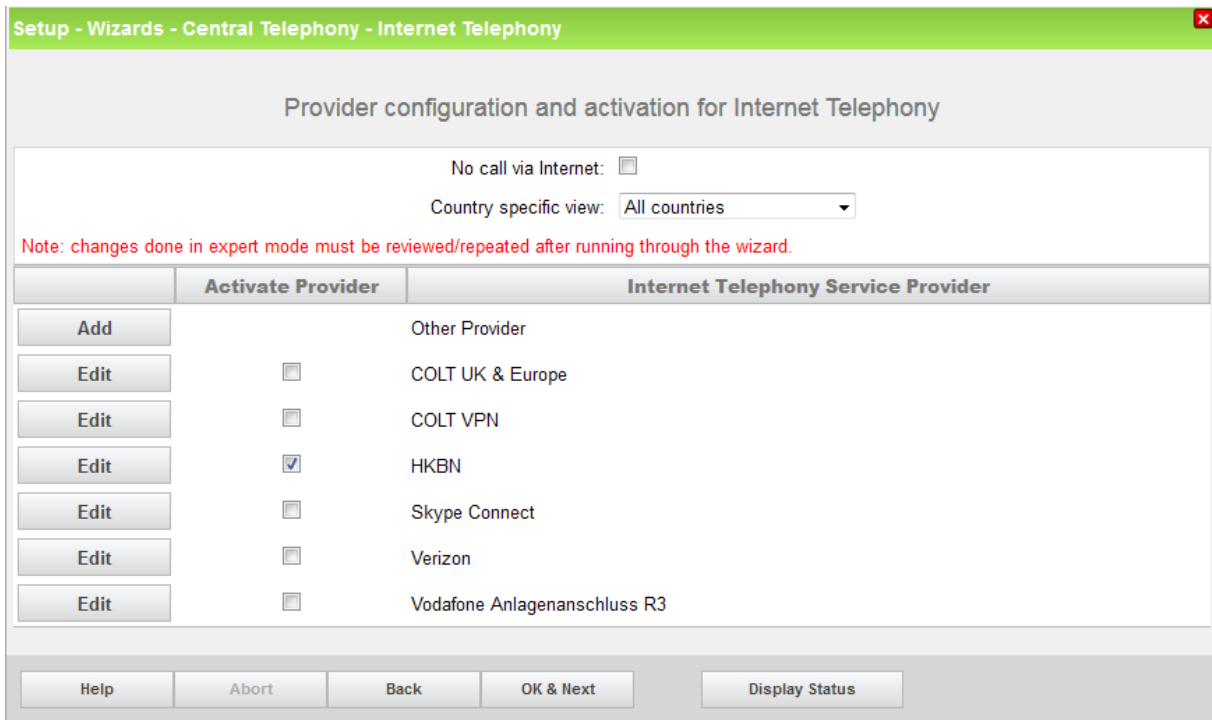 Setup - Wizards - Central Telephony - Internet Telephony
Provider configuration and activation for Internet Telephony
No call via Internet:
Country specific view: All countries
Note: changes done in expert mode must be reviewed/repeated after running through the wizard.
Activate Provider Internet Telephony Service Provider
Add Other Provider
Edit COLT UK & Europe
Edit COLT VPN
Edit HKBN
Edit Skype Connect
Edit Verizon
Edit Vodafone Anlagenanschluss R3
Help Abort Back OK & Next Display Status